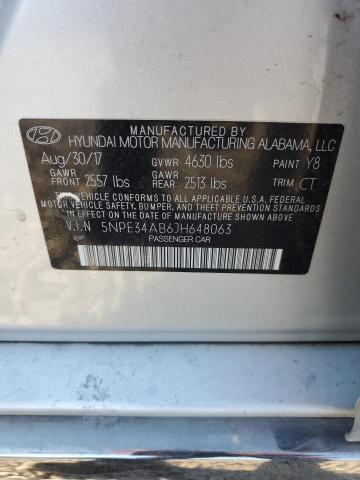 MANUFACTURED BY
HYUNDAI MOTOR MANUFACTURING ALABAMA, LLC
Aug/30/17 GVWR 4630 lbs PAINT Y8
GAWR FRONT 2557 lbs GAWR REAR 2513 lbs TRIM CT
THIS VEHICLE CONFORMS TO ALL APPLICABLE U.S.A. FEDERAL
MOTOR VEHICLE SAFETY, BUMPER, AND THEFT PREVENTION STANDARDS
IN EFFECT ON THE DATE OF MANUFACTURE SHOWN ABOVE.
V.I.N 5NPE34AB6JH648063
PASSENGER CAR